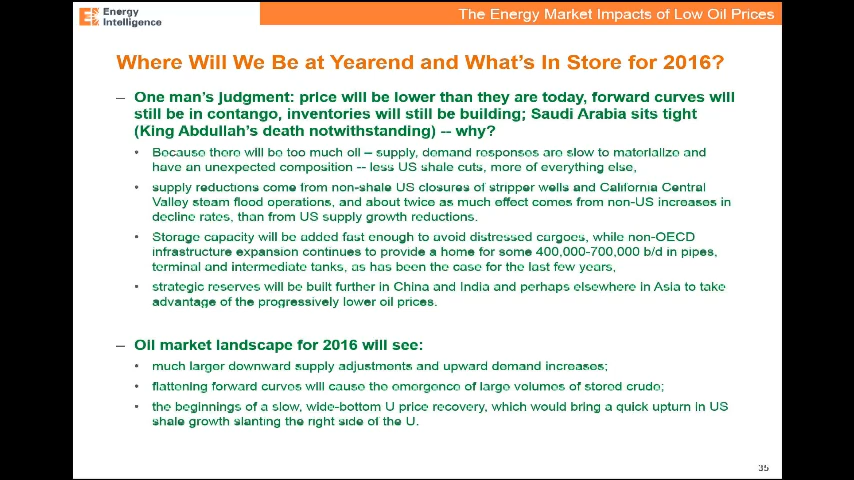 Energy
Intelligence
The Energy Market Impacts of Low Oil Prices
Where Will We Be at Yearend and What's In Store for 2016?
– One man's judgment: price will be lower than they are today, forward curves will
still be in contango, inventories will still be building; Saudi Arabia sits tight
(King Abdullah's death notwithstanding) -- why?
• Because there will be too much oil – supply, demand responses are slow to materialize and
have an unexpected composition -- less US shale cuts, more of everything else,
• supply reductions come from non-shale US closures of stripper wells and California Central
Valley steam flood operations, and about twice as much effect comes from non-US increases in
decline rates, than from US supply growth reductions.
• Storage capacity will be added fast enough to avoid distressed cargoes, while non-OECD
infrastructure expansion continues to provide a home for some 400,000-700,000 b/d in pipes,
terminal and intermediate tanks, as has been the case for the last few years,
• strategic reserves will be built further in China and India and perhaps elsewhere in Asia to take
advantage of the progressively lower oil prices.
– Oil market landscape for 2016 will see:
• much larger downward supply adjustments and upward demand increases;
• flattening forward curves will cause the emergence of large volumes of stored crude;
• the beginnings of a slow, wide-bottom U price recovery, which would bring a quick upturn in US
shale growth slanting the right side of the U.
35